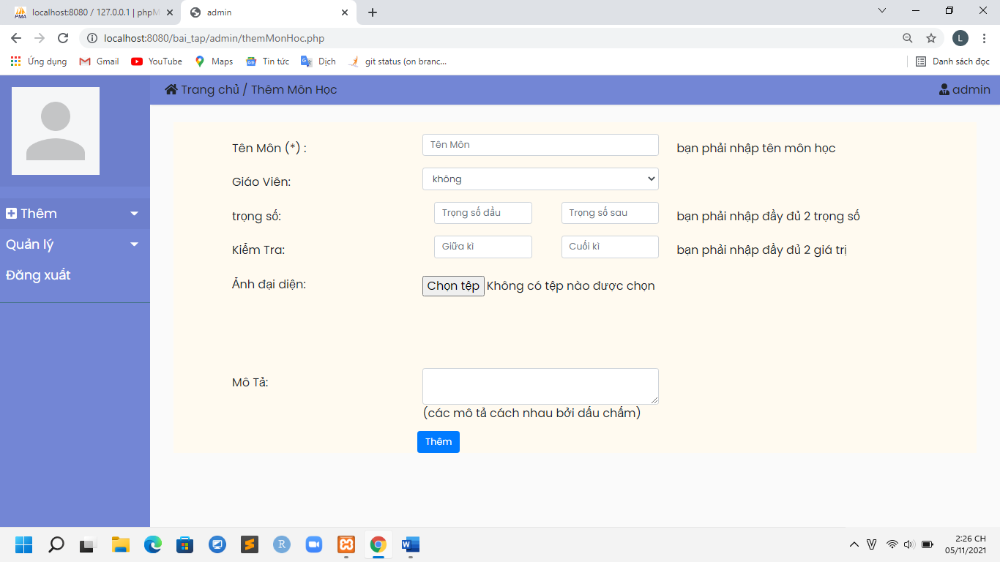 localhost:8080 / 127.0.0.1 | phpM
admin
localhost:8080/bai_tap/admin/themMonHoc.php
L
Ứng dụng Gmail YouTube Maps Tin tức Dịch git status (on branc... Danh sách đọc
Trang chủ / Thêm Môn Học
admin
Thêm
Quản lý
Đăng xuất
Tên Môn (*) : Tên Môn bạn phải nhập tên môn học
Giáo Viên: không
trọng số: Trọng số đầu Trọng số sau bạn phải nhập đầy đủ 2 trọng số
Kiểm Tra: Giữa kì Cuối kì bạn phải nhập đầy đủ 2 giá trị
Ảnh đại diện: Chọn tệp Không có tệp nào được chọn
Mô Tả:
(các mô tả cách nhau bởi dấu chấm)
Thêm
2:26 CH
05/11/2021